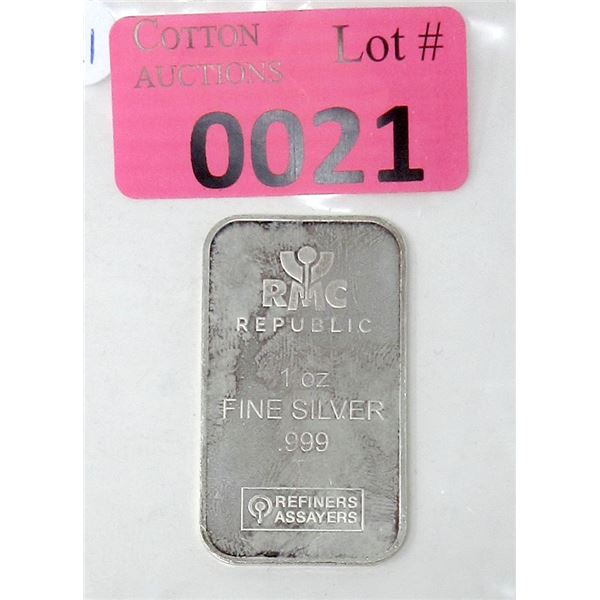 COTTON
AUCTIONS
Lot #
0021
RMC
REPUBLIC
1 oz
FINE SILVER
.999
REFINERS
ASSAYERS